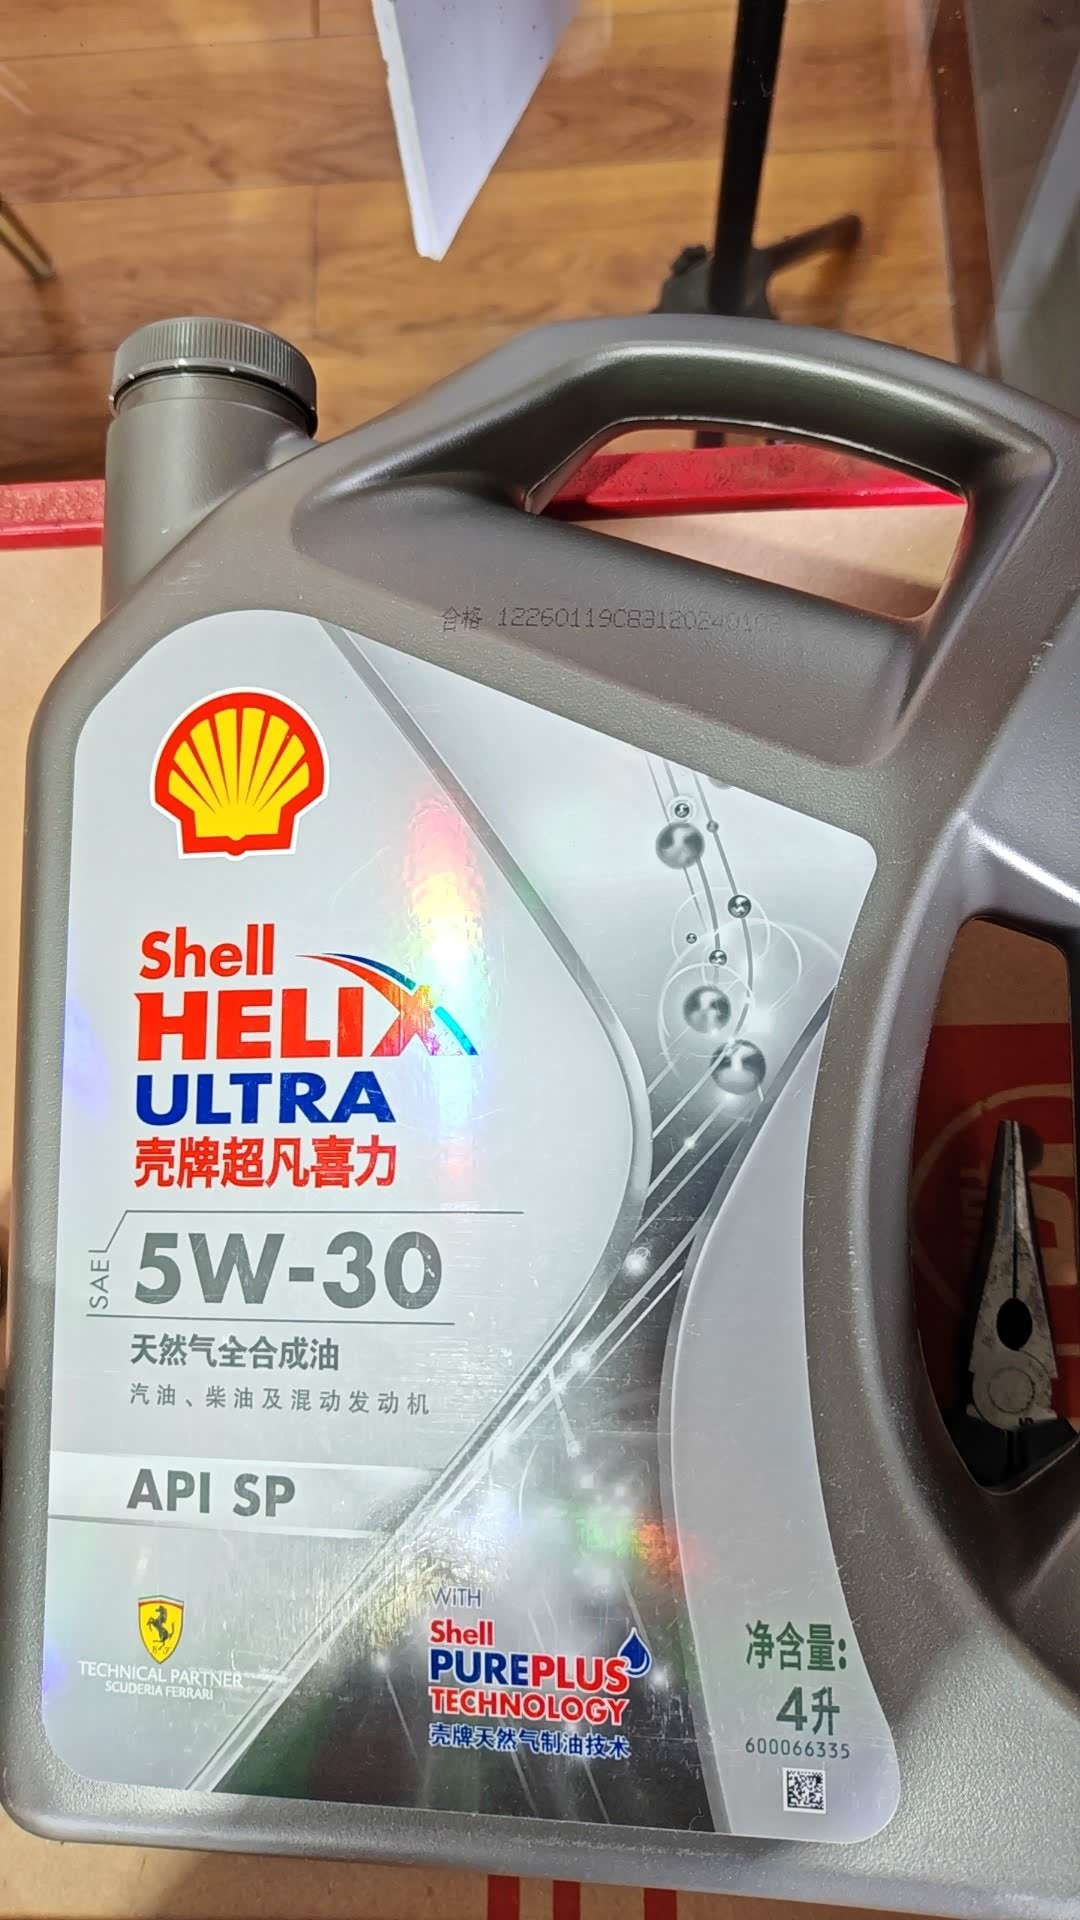 合格 12260119C8B120240102
Shell
HELIX
ULTRA
壳牌超凡喜力
SAE 5W-30
天然气全合成油
汽油、柴油及混动发动机
API SP
TECHNICAL PARTNER
SCUDERIA FERRARI
WITH
Shell
PUREPLUS
TECHNOLOGY
壳牌天然气制油技术
净含量:
4升
600066335